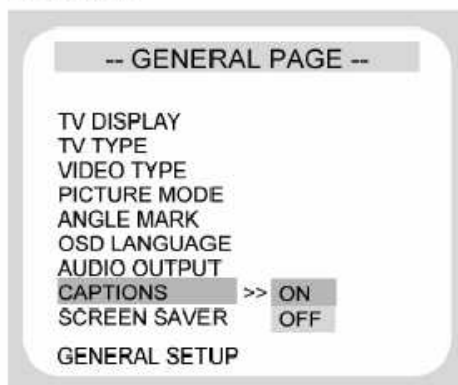 -- GENERAL PAGE --
TV DISPLAY
TV TYPE
VIDEO TYPE
PICTURE MODE
ANGLE MARK
OSD LANGUAGE
AUDIO OUTPUT
CAPTIONS >> ON
SCREEN SAVER OFF
GENERAL SETUP